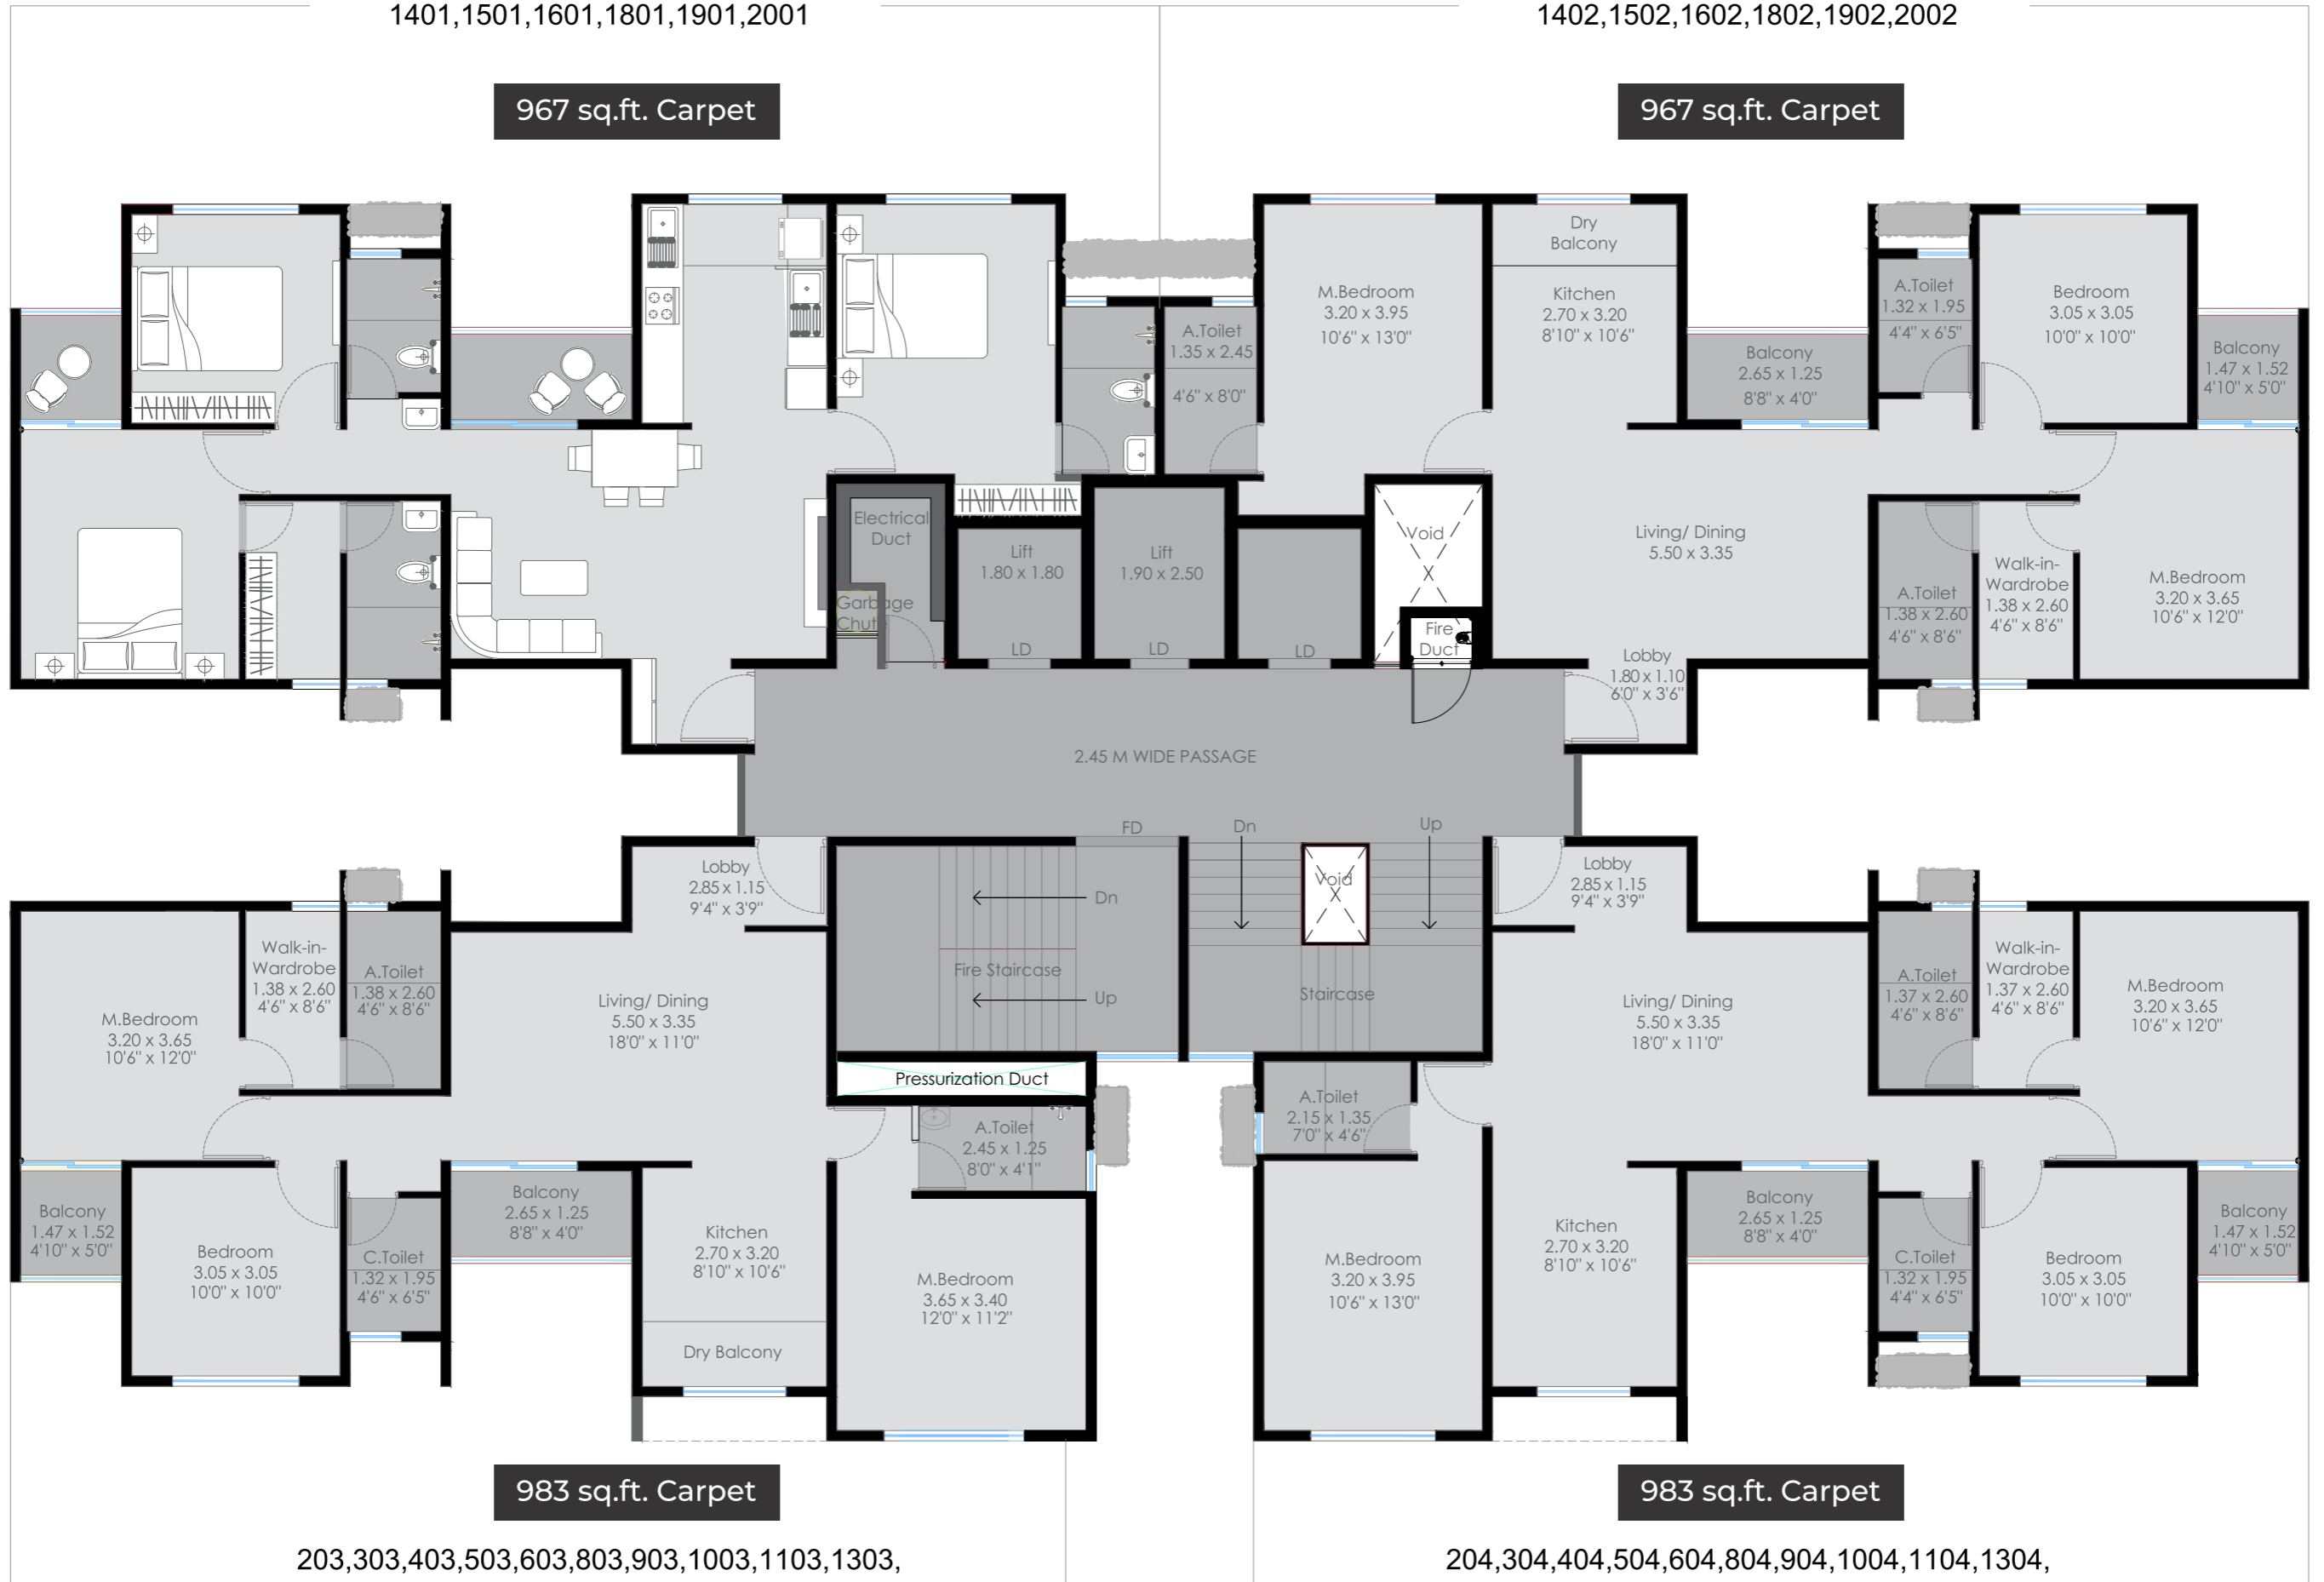 1401,1501,1601,1801,1901,2001
1402,1502,1602,1802,1902,2002
967 sq.ft. Carpet
967 sq.ft. Carpet
Electrical
Duct
Garbage
Chute
Lift
1.80 x 1.80
LD
Lift
1.90 x 2.50
LD
LD
Void
Fire
Duct
A.Toilet
1.35 x 2.45
4'6" x 8'0"
M.Bedroom
3.20 x 3.95
10'6" x 13'0"
Dry
Balcony
Kitchen
2.70 x 3.20
8'10" x 10'6"
Balcony
2.65 x 1.25
8'8" x 4'0"
A.Toilet
1.32 x 1.95
4'4" x 6'5"
Bedroom
3.05 x 3.05
10'0" x 10'0"
Balcony
1.47 x 1.52
4'10" x 5'0"
Living/ Dining
5.50 x 3.35
A.Toilet
1.38 x 2.60
4'6" x 8'6"
Walk-in-
Wardrobe
1.38 x 2.60
4'6" x 8'6"
M.Bedroom
3.20 x 3.65
10'6" x 12'0"
Lobby
1.80 x 1.10
6'0" x 3'6"
2.45 M WIDE PASSAGE
FD
Dn
Up
Void
Dn
Fire Staircase
Up
Staircase
Pressurization Duct
Lobby
2.85 x 1.15
9'4" x 3'9"
Walk-in-
Wardrobe
1.38 x 2.60
4'6" x 8'6"
A.Toilet
1.38 x 2.60
4'6" x 8'6"
M.Bedroom
3.20 x 3.65
10'6" x 12'0"
Living/ Dining
5.50 x 3.35
18'0" x 11'0"
A.Toilet
2.45 x 1.25
8'0" x 4'1"
Balcony
1.47 x 1.52
4'10" x 5'0"
Bedroom
3.05 x 3.05
10'0" x 10'0"
C.Toilet
1.32 x 1.95
4'6" x 6'5"
Balcony
2.65 x 1.25
8'8" x 4'0"
Kitchen
2.70 x 3.20
8'10" x 10'6"
Dry Balcony
M.Bedroom
3.65 x 3.40
12'0" x 11'2"
Lobby
2.85 x 1.15
9'4" x 3'9"
Living/ Dining
5.50 x 3.35
18'0" x 11'0"
A.Toilet
1.37 x 2.60
4'6" x 8'6"
Walk-in-
Wardrobe
1.37 x 2.60
4'6" x 8'6"
M.Bedroom
3.20 x 3.65
10'6" x 12'0"
A.Toilet
2.15 x 1.35
7'0" x 4'6"
M.Bedroom
3.20 x 3.95
10'6" x 13'0"
Kitchen
2.70 x 3.20
8'10" x 10'6"
Balcony
2.65 x 1.25
8'8" x 4'0"
C.Toilet
1.32 x 1.95
4'4" x 6'5"
Bedroom
3.05 x 3.05
10'0" x 10'0"
Balcony
1.47 x 1.52
4'10" x 5'0"
983 sq.ft. Carpet
983 sq.ft. Carpet
203,303,403,503,603,803,903,1003,1103,1303,
204,304,404,504,604,804,904,1004,1104,1304,